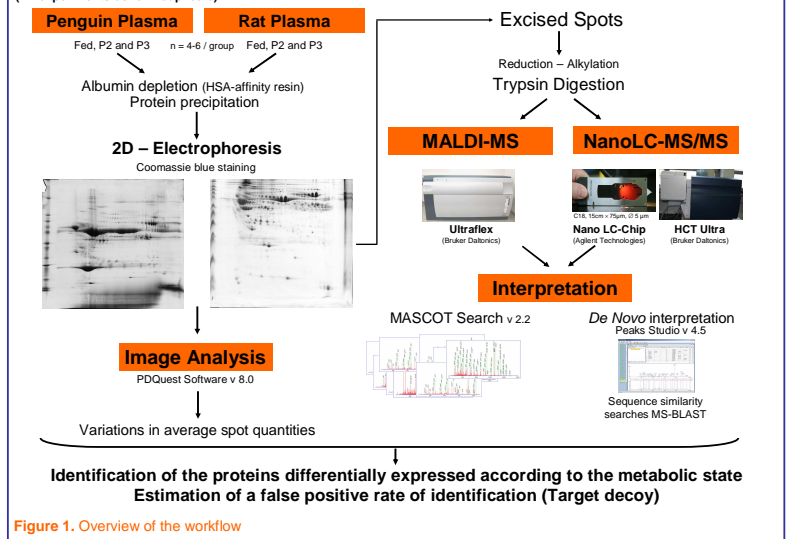 Penguin Plasma
Rat Plasma
Fed, P2 and P3
n = 4-6 / group
Fed, P2 and P3
Albumin depletion (HSA-affinity resin)
Protein precipitation
2D – Electrophoresis
Coomassie blue staining
Image Analysis
PDQuest Software v 8.0
Variations in average spot quantities
Excised Spots
Reduction – Alkylation
Trypsin Digestion
MALDI-MS
NanoLC-MS/MS
C18, 15cm × 75µm, ∅ 5 µm
Ultraflex
(Bruker Daltonics)
Nano LC-Chip
(Agilent Technologies)
HCT Ultra
(Bruker Daltonics)
Interpretation
MASCOT Search v 2.2
De Novo interpretation
Peaks Studio v 4.5
Sequence similarity
searches MS-BLAST
Identification of the proteins differentially expressed according to the metabolic state
Estimation of a false positive rate of identification (Target decoy)
Figure 1. Overview of the workflow